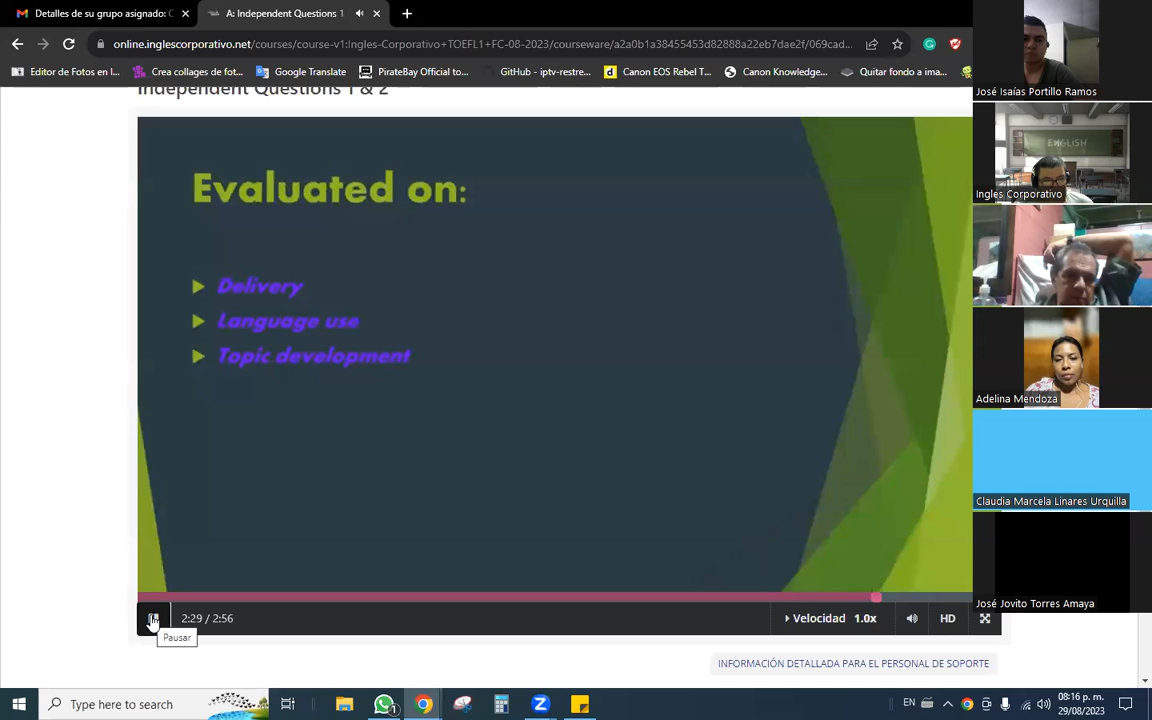 Detalles de su grupo asignado: C
A: Independent Questions 1
online.inglescorporativo.net/courses/course-v1:Ingles-Corporativo+TOEFL1+FC-08-2023/courseware/a2a0b1a38455453d82888a22eb7dae2f/069cad...
Editor de Fotos en l...
Crea collages de fot...
Google Translate
PirateBay Official to...
GitHub - iptv-restre...
Canon EOS Rebel T...
Canon Knowledge...
Quitar fondo a ima...
Independent Questions 1 & 2
Evaluated on:
Delivery
Language use
Topic development
2:29 / 2:56
Velocidad 1.0x
HD
Pausar
INFORMACIÓN DETALLADA PARA EL PERSONAL DE SOPORTE
José Isaías Portillo Ramos
ENGLISH
Ingles Corporativo
Adelina Mendoza
Claudia Marcela Linares Urquilla
José Jovito Torres Amaya
Type here to search
1
EN
08:16 p. m.
29/08/2023